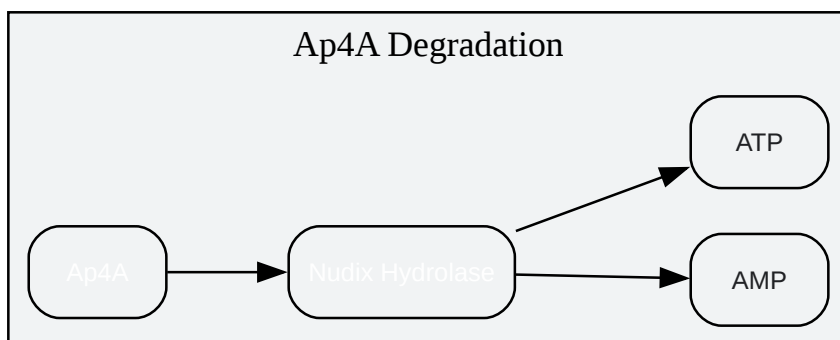 Ap4A Degradation
ATP
Ap4A
Nudix Hydrolase
AMP